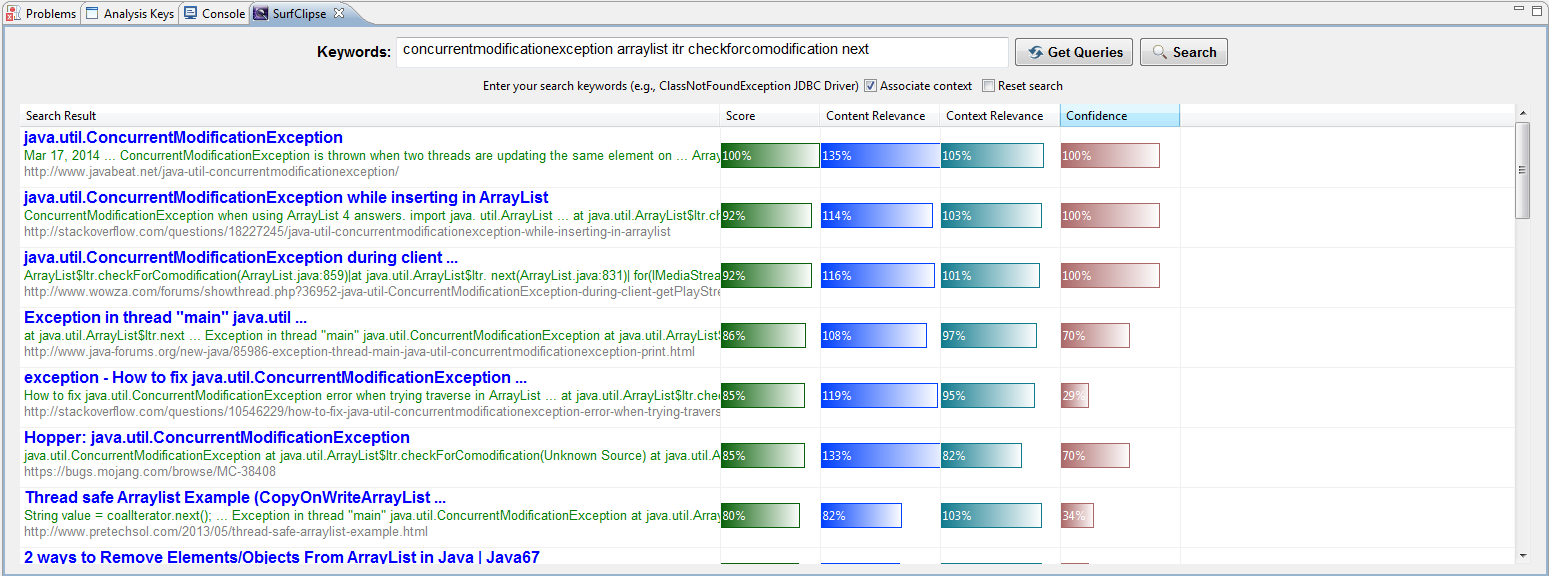 Problems Analysis Keys Console SurfClipse
Keywords: concurrentmodificationexception arraylist itr checkforcomodification next Get Queries Search
Enter your search keywords (e.g., ClassNotFoundException JDBC Driver) Associate context Reset search
Search Result Score Content Relevance Context Relevance Confidence
java.util.ConcurrentModificationException
Mar 17, 2014 ... ConcurrentModificationException is thrown when two threads are updating the same element on ... Array
http://www.javabeat.net/java-util-concurrentmodificationexception/
100% 135% 105% 100%
java.util.ConcurrentModificationException while inserting in ArrayList
ConcurrentModificationException when using ArrayList 4 answers. import java. util.ArrayList ... at java.util.ArrayList$Itr.ch
http://stackoverflow.com/questions/18227245/java-util-concurrentmodificationexception-while-inserting-in-arraylist
92% 114% 103% 100%
java.util.ConcurrentModificationException during client ...
ArrayList$Itr.checkForComodification(ArrayList.java:859)|at java.util.ArrayList$Itr. next(ArrayList.java:831)| for(IMediaStrea
http://www.wowza.com/forums/showthread.php?36952-java-util-ConcurrentModificationException-during-client-getPlayStre
92% 116% 101% 100%
Exception in thread "main" java.util ...
at java.util.ArrayList$Itr.next ... Exception in thread "main" java.util.ConcurrentModificationException at java.util.ArrayList$
http://www.java-forums.org/new-java/85986-exception-thread-main-java-util-concurrentmodificationexception-print.html
86% 108% 97% 70%
exception - How to fix java.util.ConcurrentModificationException ...
How to fix java.util.ConcurrentModificationException error when trying traverse in ArrayList ... at java.util.ArrayList$Itr.che
http://stackoverflow.com/questions/10546229/how-to-fix-java-util-concurrentmodificationexception-error-when-trying-travers
85% 119% 95% 29%
Hopper: java.util.ConcurrentModificationException
java.util.ConcurrentModificationException at java.util.ArrayList$Itr.checkForComodification(Unknown Source) at java.util.A
https://bugs.mojang.com/browse/MC-38408
85% 133% 82% 70%
Thread safe Arraylist Example (CopyOnWriteArrayList ...
String value = coalIterator.next(); ... Exception in thread "main" java.util.ConcurrentModificationException at java.util.Array
http://www.pretechsol.com/2013/05/thread-safe-arraylist-example.html
80% 82% 103% 34%
2 ways to Remove Elements/Objects From ArrayList in Java | Java67